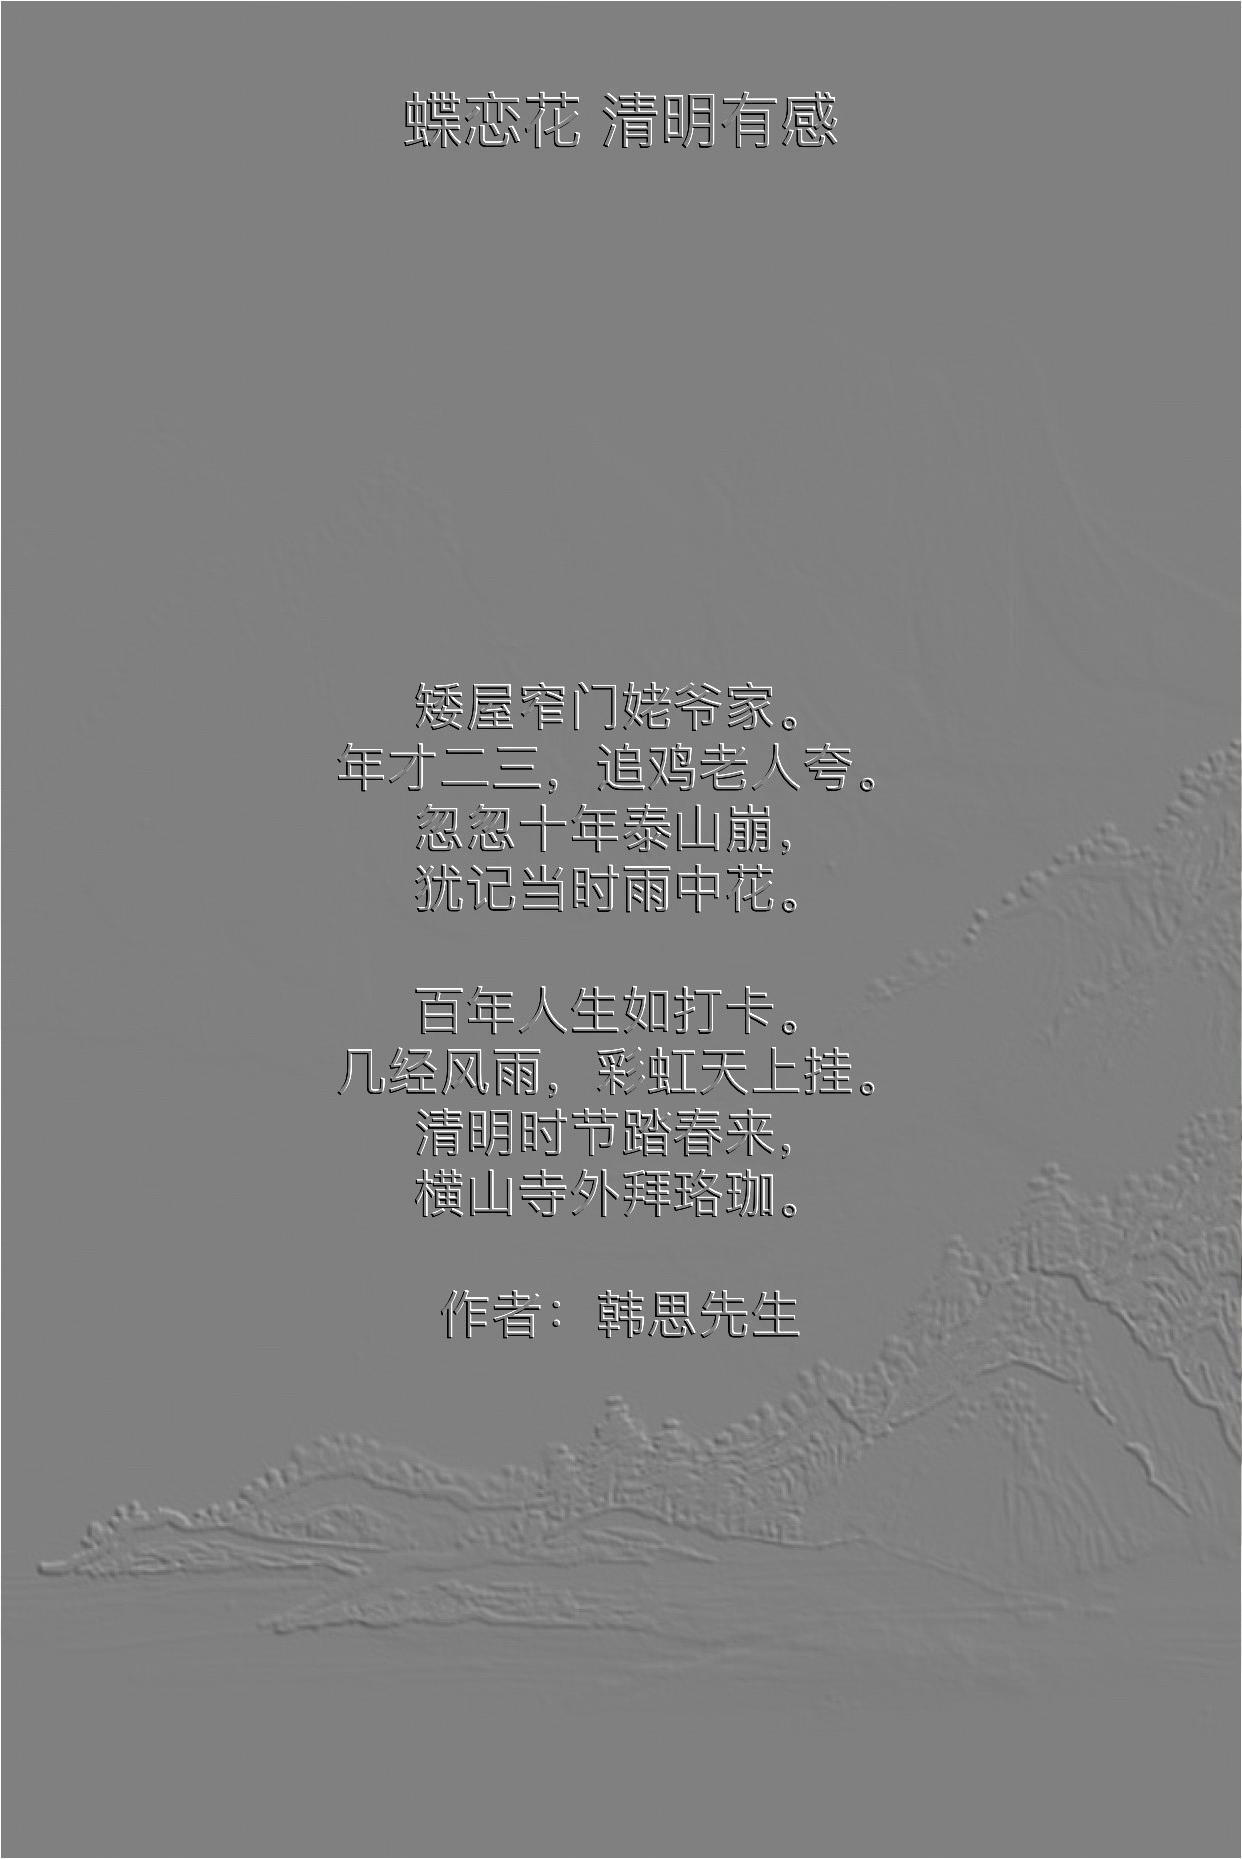 蝶恋花 清明有感
矮屋窄门姥爷家。
年才二三，追鸡老人夸。
忽忽十年泰山崩，
犹记当时雨中花。
百年人生如打卡。
几经风雨，彩虹天上挂。
清明时节踏春来，
横山寺外拜珞珈。
作者：韩思先生